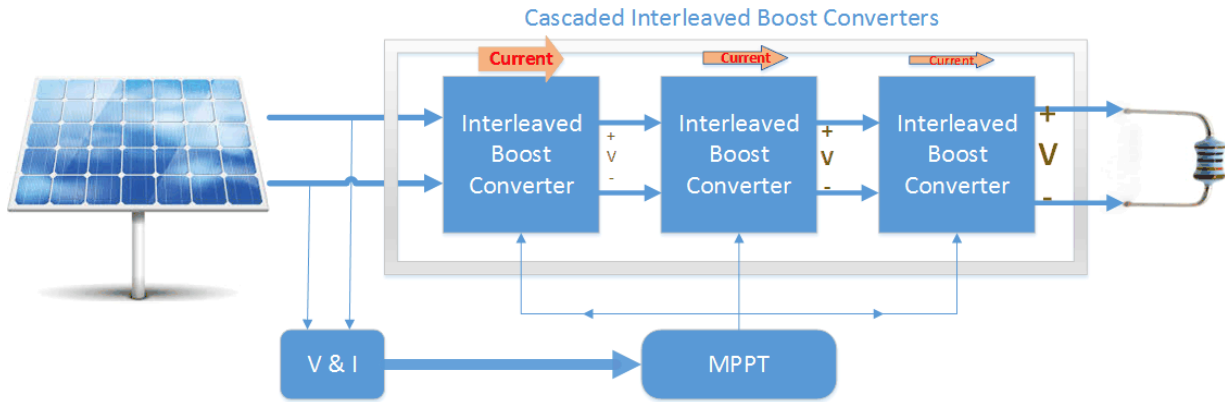 Cascaded Interleaved Boost Converters
Current
Current
Current
Interleaved
Boost
Converter
+
V
-
Interleaved
Boost
Converter
+
V
-
Interleaved
Boost
Converter
+
V
-
V & I
MPPT